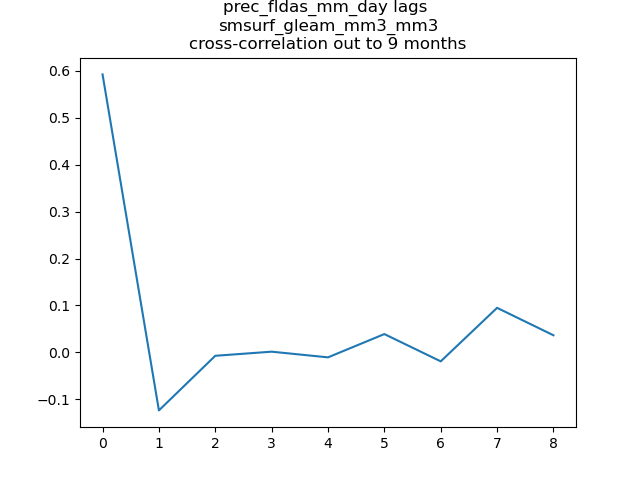 prec_fldas_mm_day lags
smsurf_gleam_mm3_mm3
cross-correlation out to 9 months
0.6
0.5
0.4
0.3
0.2
0.1
0.0
−0.1
0 1 2 3 4 5 6 7 8